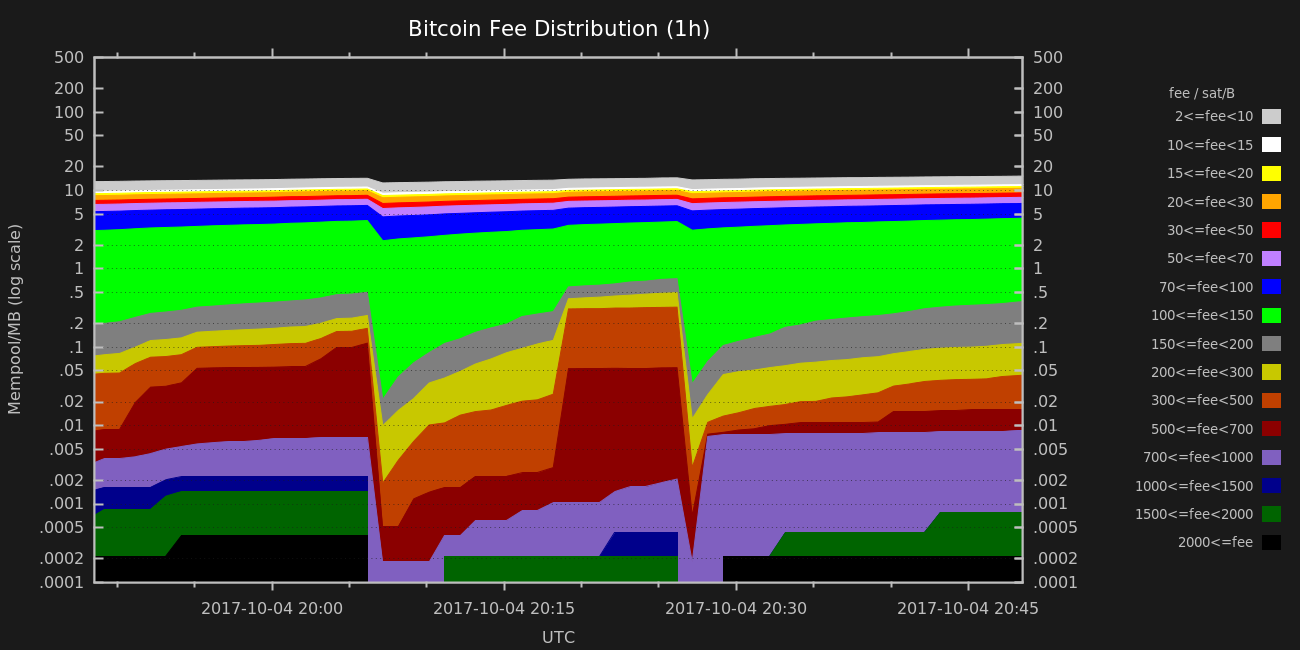 Bitcoin Fee Distribution (1h)
500 500
200 200
100 100
50 50
20 20
10 10
5 5
2 2
1 1
.5 .5
.2 .2
.1 .1
.05 .05
.02 .02
.01 .01
.005 .005
.002 .002
.001 .001
.0005 .0005
.0002 .0002
.0001 .0001
Mempool/MB (log scale)
2017-10-04 20:00 2017-10-04 20:15 2017-10-04 20:30 2017-10-04 20:45
UTC
fee / sat/B
2<=fee<10
10<=fee<15
15<=fee<20
20<=fee<30
30<=fee<50
50<=fee<70
70<=fee<100
100<=fee<150
150<=fee<200
200<=fee<300
300<=fee<500
500<=fee<700
700<=fee<1000
1000<=fee<1500
1500<=fee<2000
2000<=fee